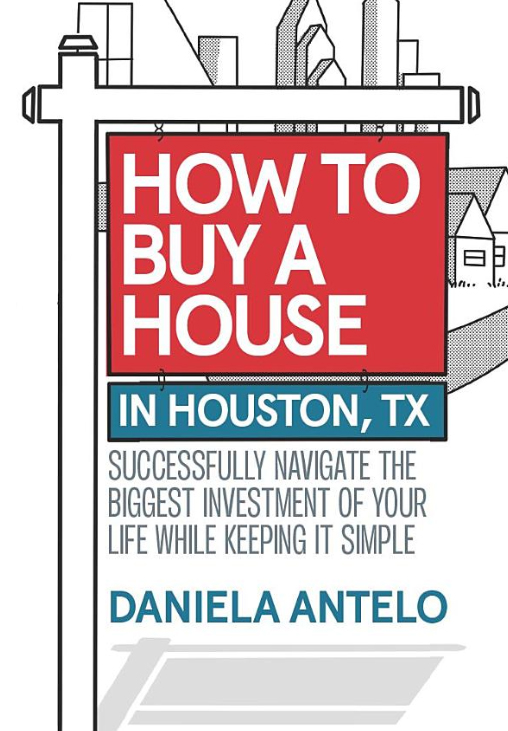 HOW TO
BUY A
HOUSE
IN HOUSTON, TX
SUCCESSFULLY NAVIGATE THE
BIGGEST INVESTMENT OF YOUR
LIFE WHILE KEEPING IT SIMPLE
DANIELA ANTELO